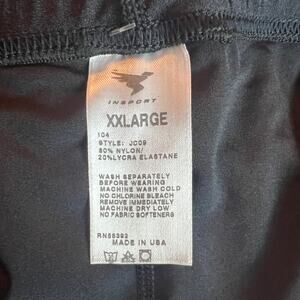 INSPORT
XXLARGE
104
STYLE: JC09
80% NYLON/
20%LYCRA ELASTANE
WASH SEPARATELY
BEFORE WEARING
MACHINE WASH COLD
NO CHLORINE BLEACH
REMOVE IMMEDIATELY
MACHINE DRY LOW
NO FABRIC SOFTENERS
RN55392
MADE IN USA